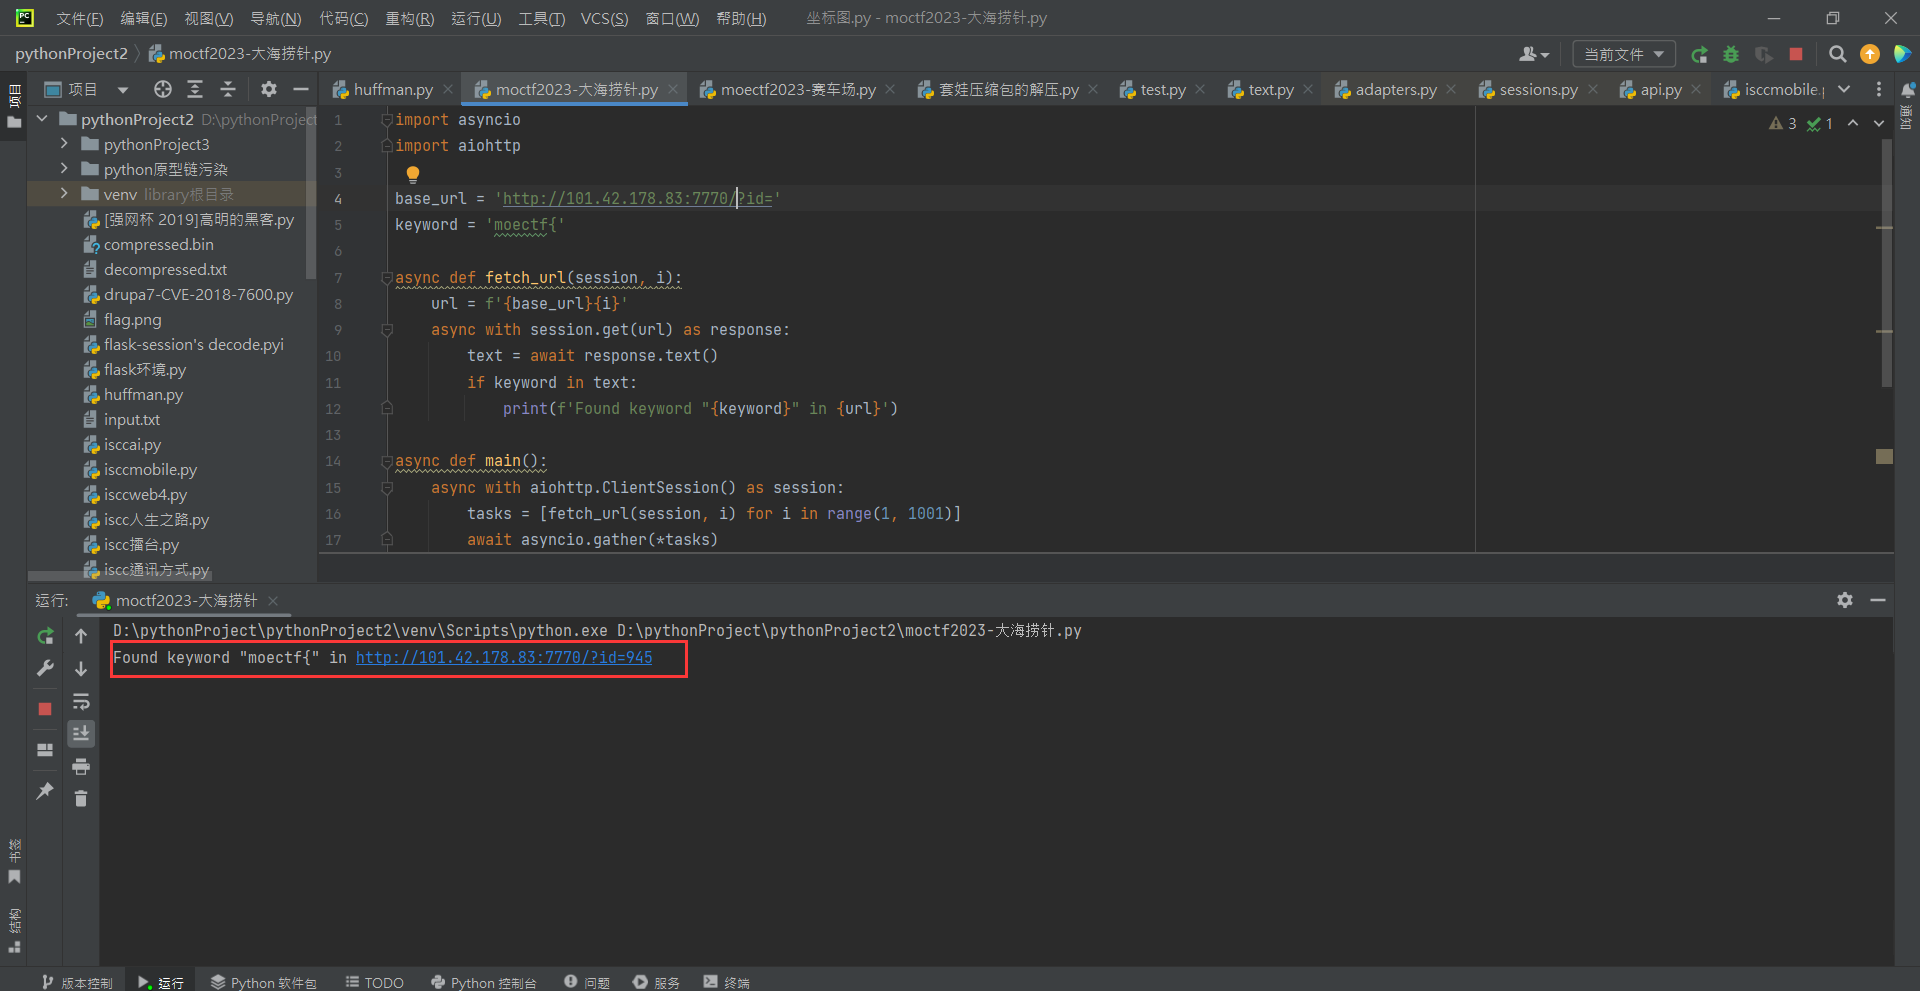 文件(F) 编辑(E) 视图(V) 导航(N) 代码(C) 重构(R) 运行(U) 工具(T) VCS(S) 窗口(W) 帮助(H) 坐标图.py - moctf2023-大海捞针.py
pythonProject2 moctf2023-大海捞针.py 当前文件
项目
huffman.py moctf2023-大海捞针.py moectf2023-赛车场.py 套娃压缩包的解压.py test.py text.py adapters.py sessions.py api.py isccmobile.p
项目
通知
pythonProject2 D:\pythonProject
pythonProject3
python原型链污染
venv library根目录
[强网杯 2019]高明的黑客.py
compressed.bin
decompressed.txt
drupa7-CVE-2018-7600.py
flag.png
flask-session's decode.pyi
flask环境.py
huffman.py
input.txt
isccai.py
isccmobile.py
isccweb4.py
iscc人生之路.py
iscc擂台.py
iscc通讯方式.py
3 1
1 import asyncio
2 import aiohttp
3
4 base_url = 'http://101.42.178.83:7770/?id='
5 keyword = 'moectf{'
6
7 async def fetch_url(session, i):
8 url = f'{base_url}{i}'
9 async with session.get(url) as response:
10 text = await response.text()
11 if keyword in text:
12 print(f'Found keyword "{keyword}" in {url}')
13
14 async def main():
15 async with aiohttp.ClientSession() as session:
16 tasks = [fetch_url(session, i) for i in range(1, 1001)]
17 await asyncio.gather(*tasks)
运行: moctf2023-大海捞针
D:\pythonProject\pythonProject2\venv\Scripts\python.exe D:\pythonProject\pythonProject2\moctf2023-大海捞针.py
Found keyword "moectf{" in http://101.42.178.83:7770/?id=945
书签
结构
版本控制 运行 Python 软件包 TODO Python 控制台 问题 服务 终端